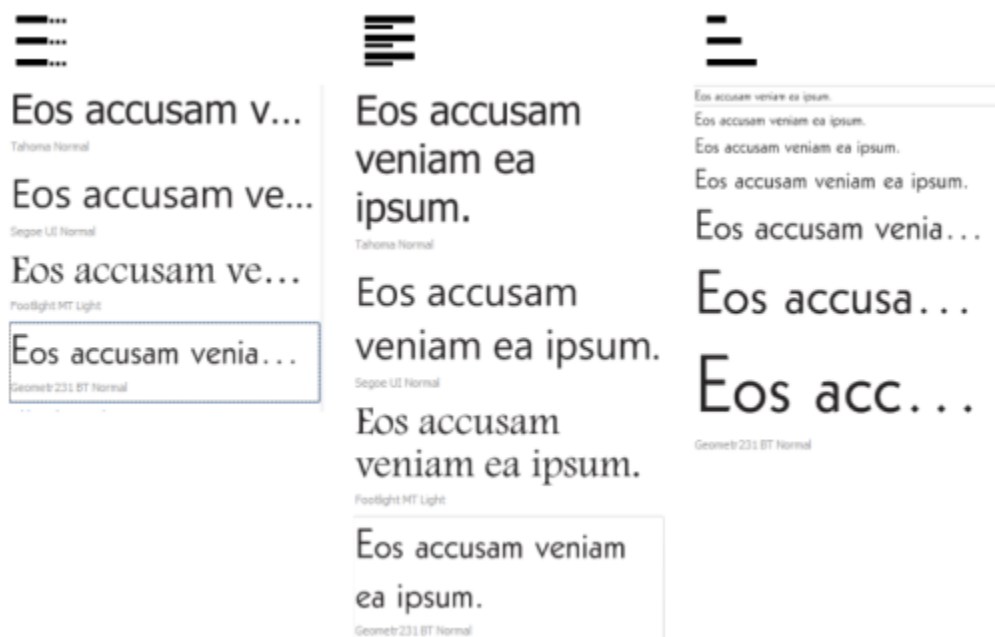 Eos accusam v...
Tahoma Normal
Eos accusam ve...
Segoe UI Normal
Eos accusam ve...
Footlight MT Light
Eos accusam venia...
Geometr231 BT Normal
Eos accusam
veniam ea
ipsum.
Tahoma Normal
Eos accusam
veniam ea ipsum.
Segoe UI Normal
Eos accusam
veniam ea ipsum.
Footlight MT Light
Eos accusam veniam
ea ipsum.
Geometr231 BT Normal
Eos accusam veniam ea ipsum.
Eos accusam veniam ea ipsum.
Eos accusam veniam ea ipsum.
Eos accusam veniam ea ipsum.
Eos accusam venia...
Eos accusa...
Eos acc...
Geometr231 BT Normal